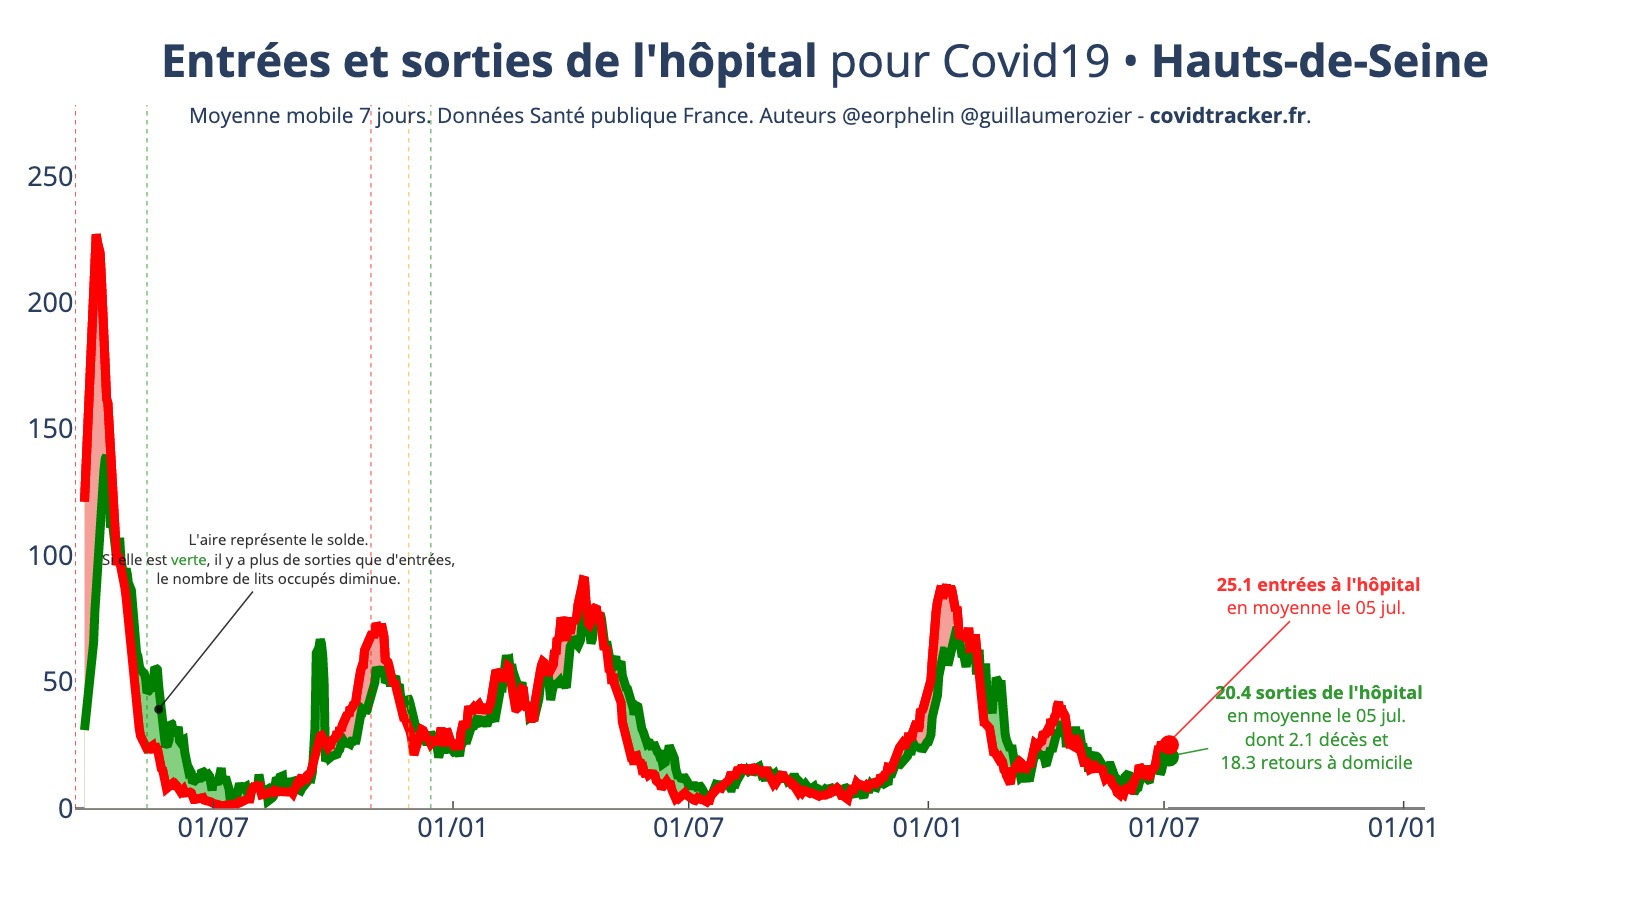 Entrées et sorties de l'hôpital pour Covid19 • Hauts-de-Seine
Moyenne mobile 7 jours. Données Santé publique France. Auteurs @eorphelin @guillaumerozier - covidtracker.fr.
250
200
150
100
50
0
L'aire représente le solde.
Si elle est verte, il y a plus de sorties que d'entrées,
le nombre de lits occupés diminue.
25.1 entrées à l'hôpital
en moyenne le 05 jul.
20.4 sorties de l'hôpital
en moyenne le 05 jul.
dont 2.1 décès et
18.3 retours à domicile
01/07
01/01
01/07
01/01
01/07
01/01